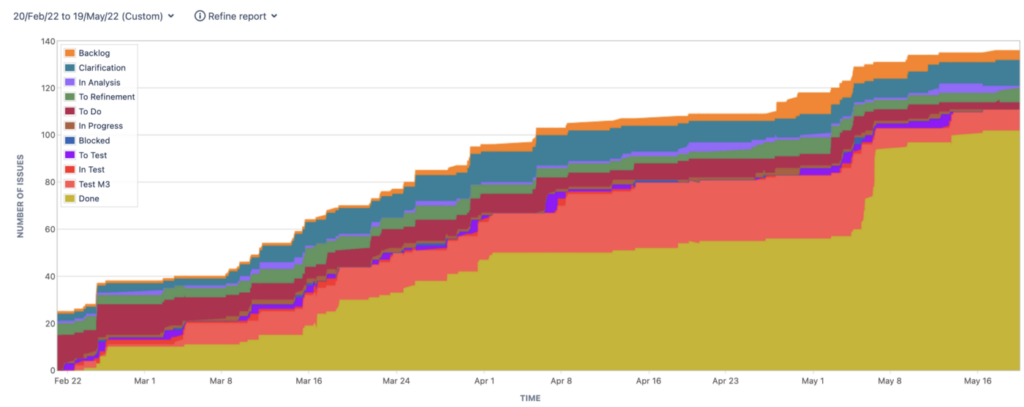 20/Feb/22 to 19/May/22 (Custom) Refine report
140
120
100
80
60
40
20
0
NUMBER OF ISSUES
Backlog
Clarification
In Analysis
To Refinement
To Do
In Progress
Blocked
To Test
In Test
Test M3
Done
Feb 22 Mar 1 Mar 8 Mar 16 Mar 24 Apr 1 Apr 8 Apr 16 Apr 23 May 1 May 8 May 16
TIME